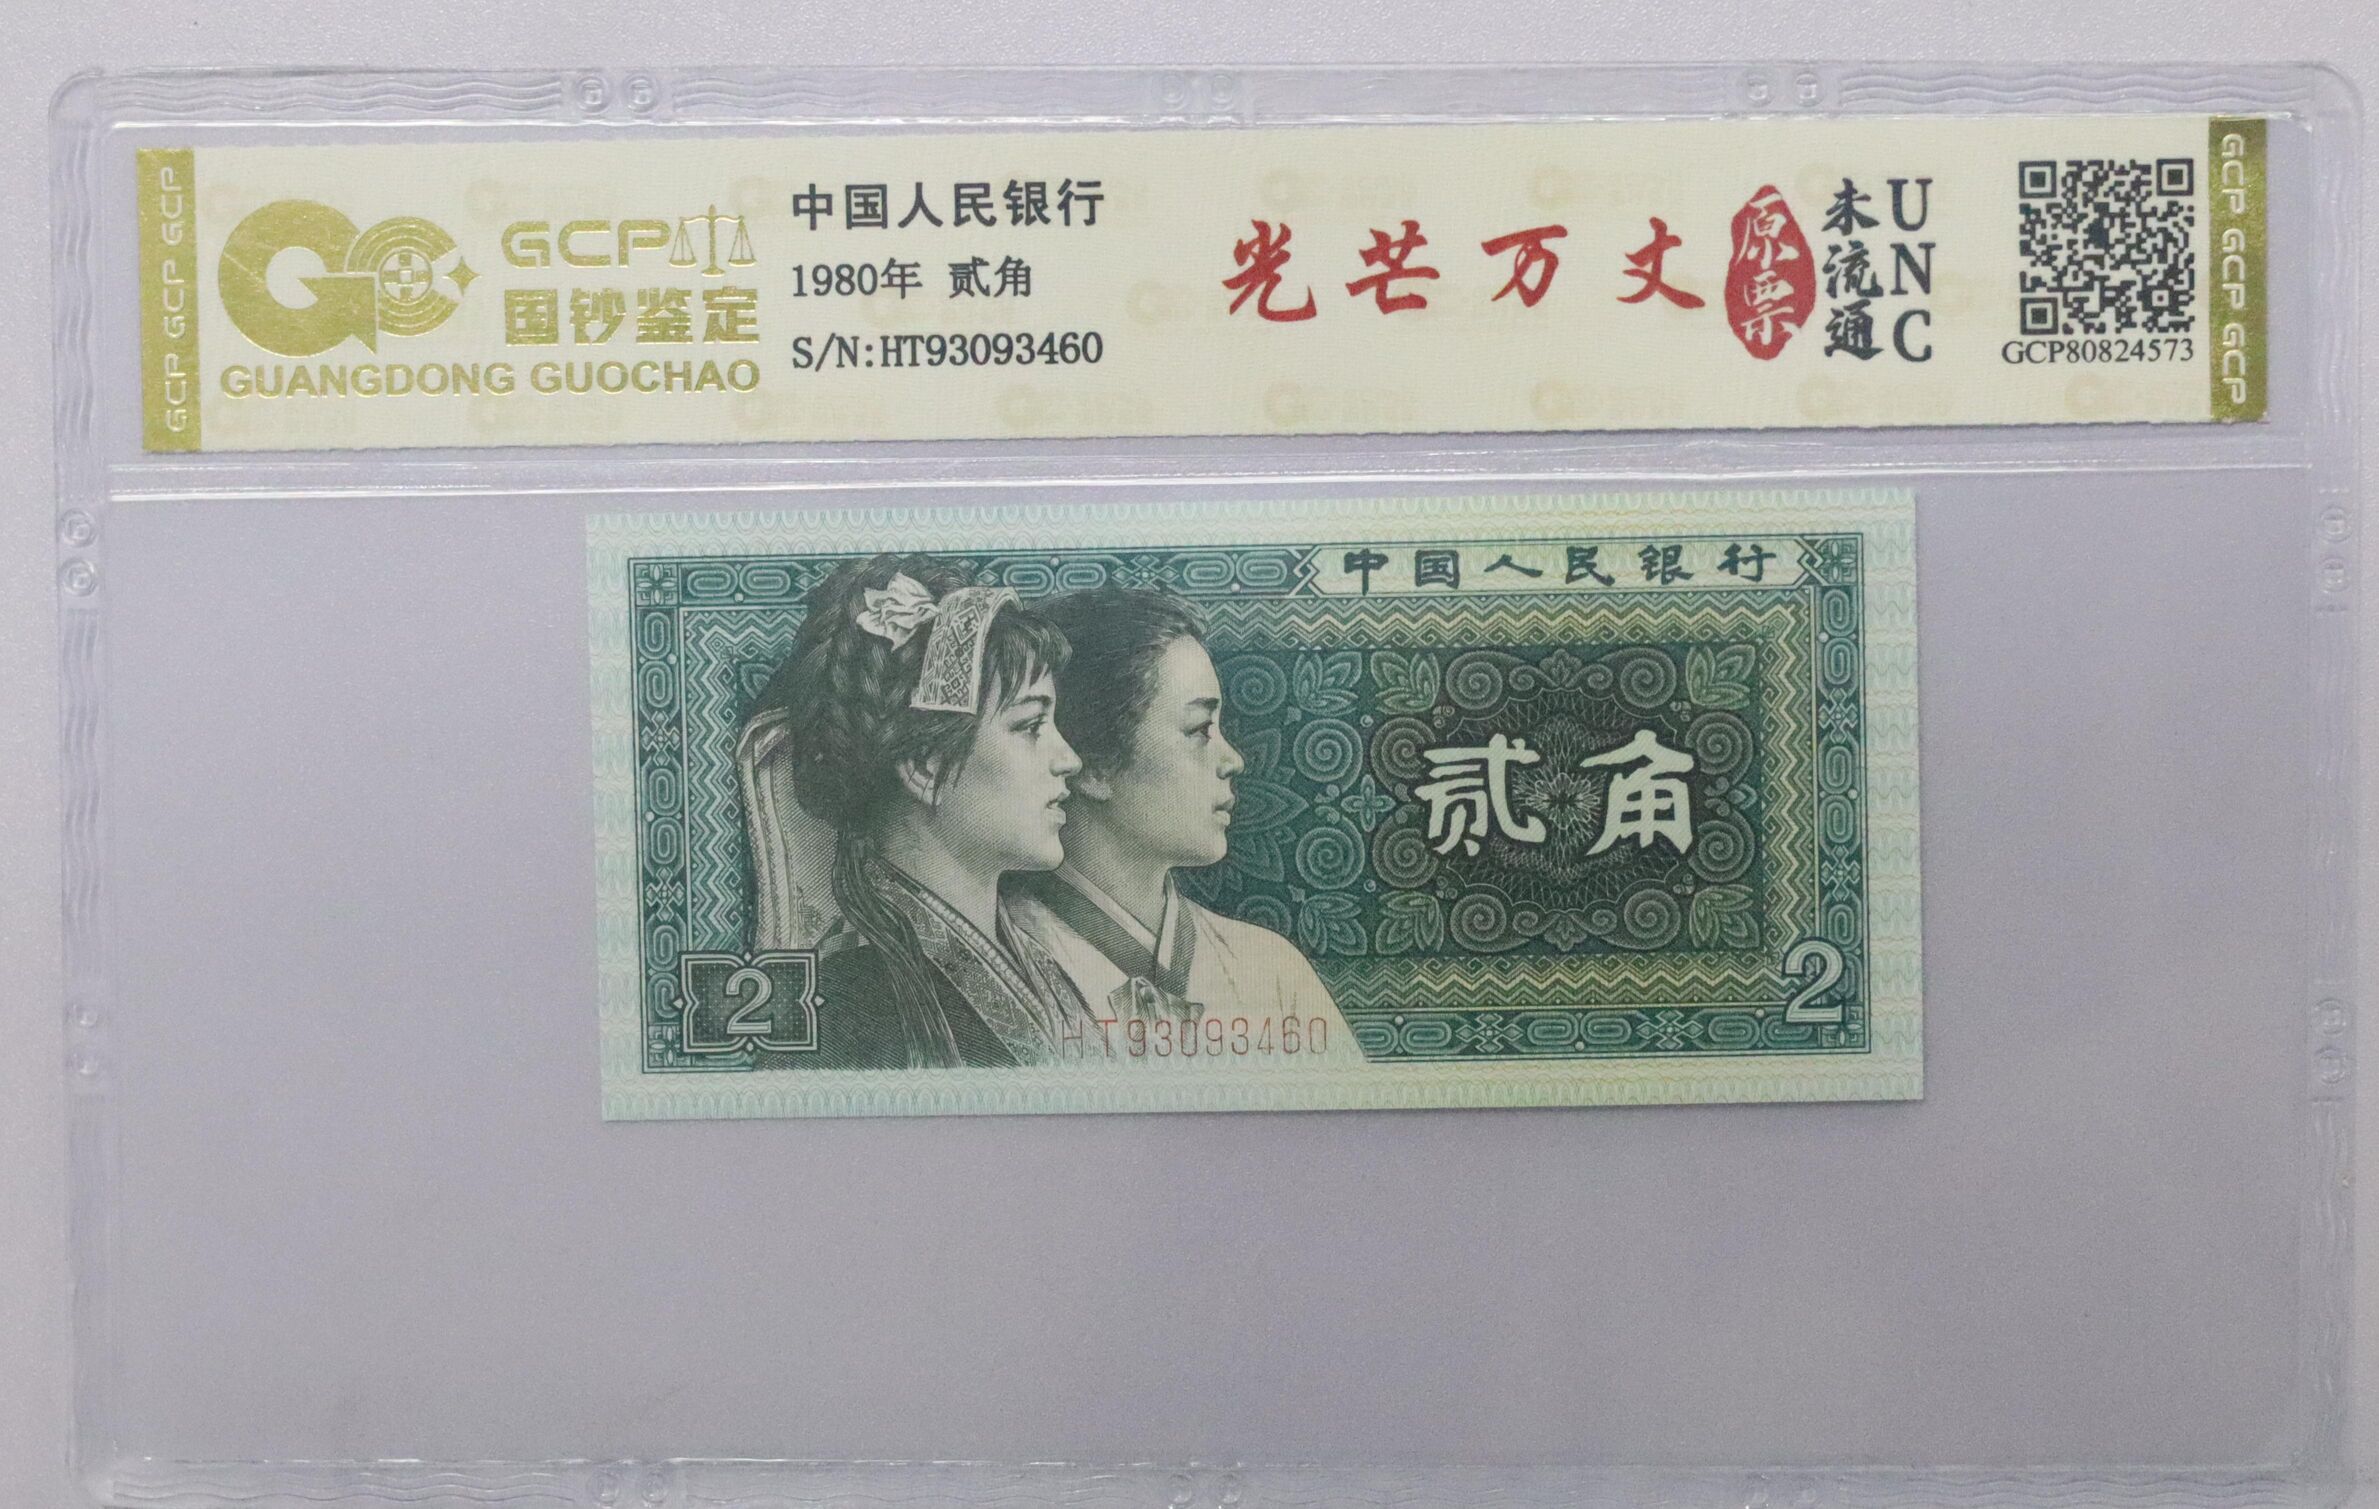 GCP GCP GCP
GCP
国钞鉴定
GUANGDONG GUOCHAO
中国人民银行
1980年 贰角
S/N:HT93093460
光芒万丈
原票
未流通
UNC
GCP80824573
GCP GCP GCP
中国人民银行
贰角
2
2
HT93093460